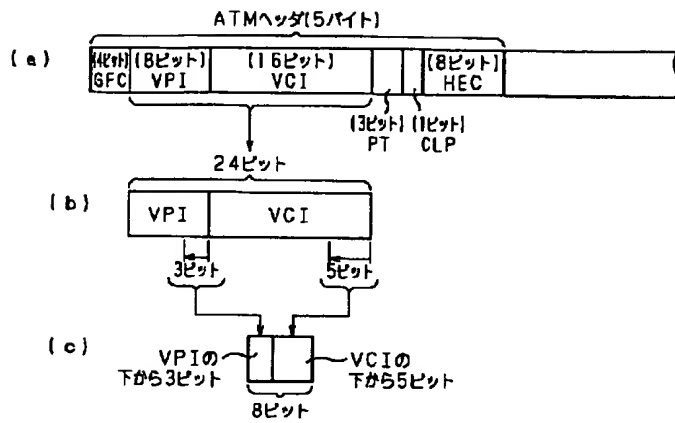 ATMヘッダ(5バイト)
(a)
(4ビット) (8ビット) (16ビット) (8ビット)
GFC VPI VCI HEC
(3ビット) (1ビット)
PT CLP
24ビット
(b)
VPI VCI
3ビット 5ビット
(c)
VPIの VCIの
下から3ビット 下から5ビット
8ビット